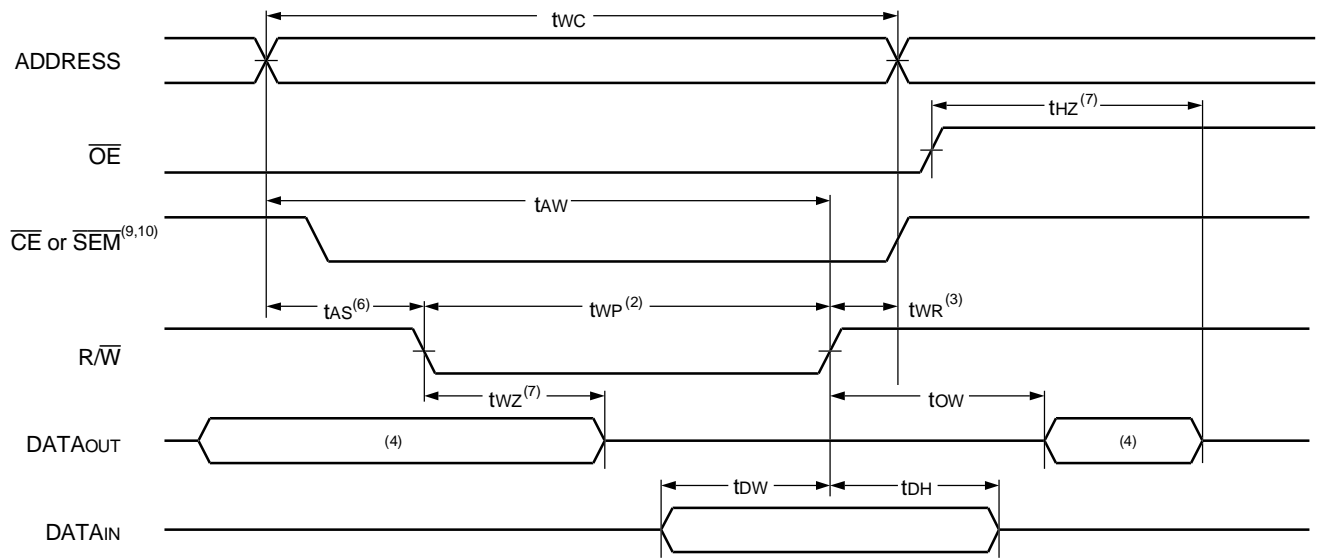 tWC
ADDRESS
tHZ(7)
OE
tAW
CE or SEM(9,10)
tAS(6)
tWP(2)
tWR(3)
R/W
tWZ(7)
tOW
DATAOUT
(4)
(4)
tDW
tDH
DATAIN